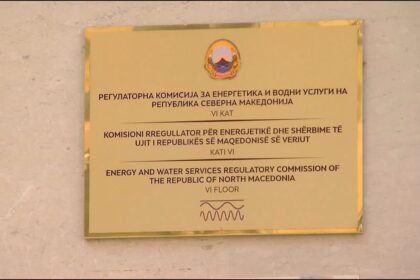 РЕГУЛАТОРНА КОМИСИЈА ЗА ЕНЕРГЕТИКА И ВОДНИ УСЛУГИ НА
РЕПУБЛИКА СЕВЕРНА МАКЕДОНИЈА
VI КАТ
KOMISIONI RREGULLATOR PËR ENERGJETIKË DHE SHËRBIME TË
UJIT I REPUBLIKËS SË MAQEDONISË SË VERIUT
KATI VI
ENERGY AND WATER SERVICES REGULATORY COMMISSION OF
THE REPUBLIC OF NORTH MACEDONIA
VI FLOOR